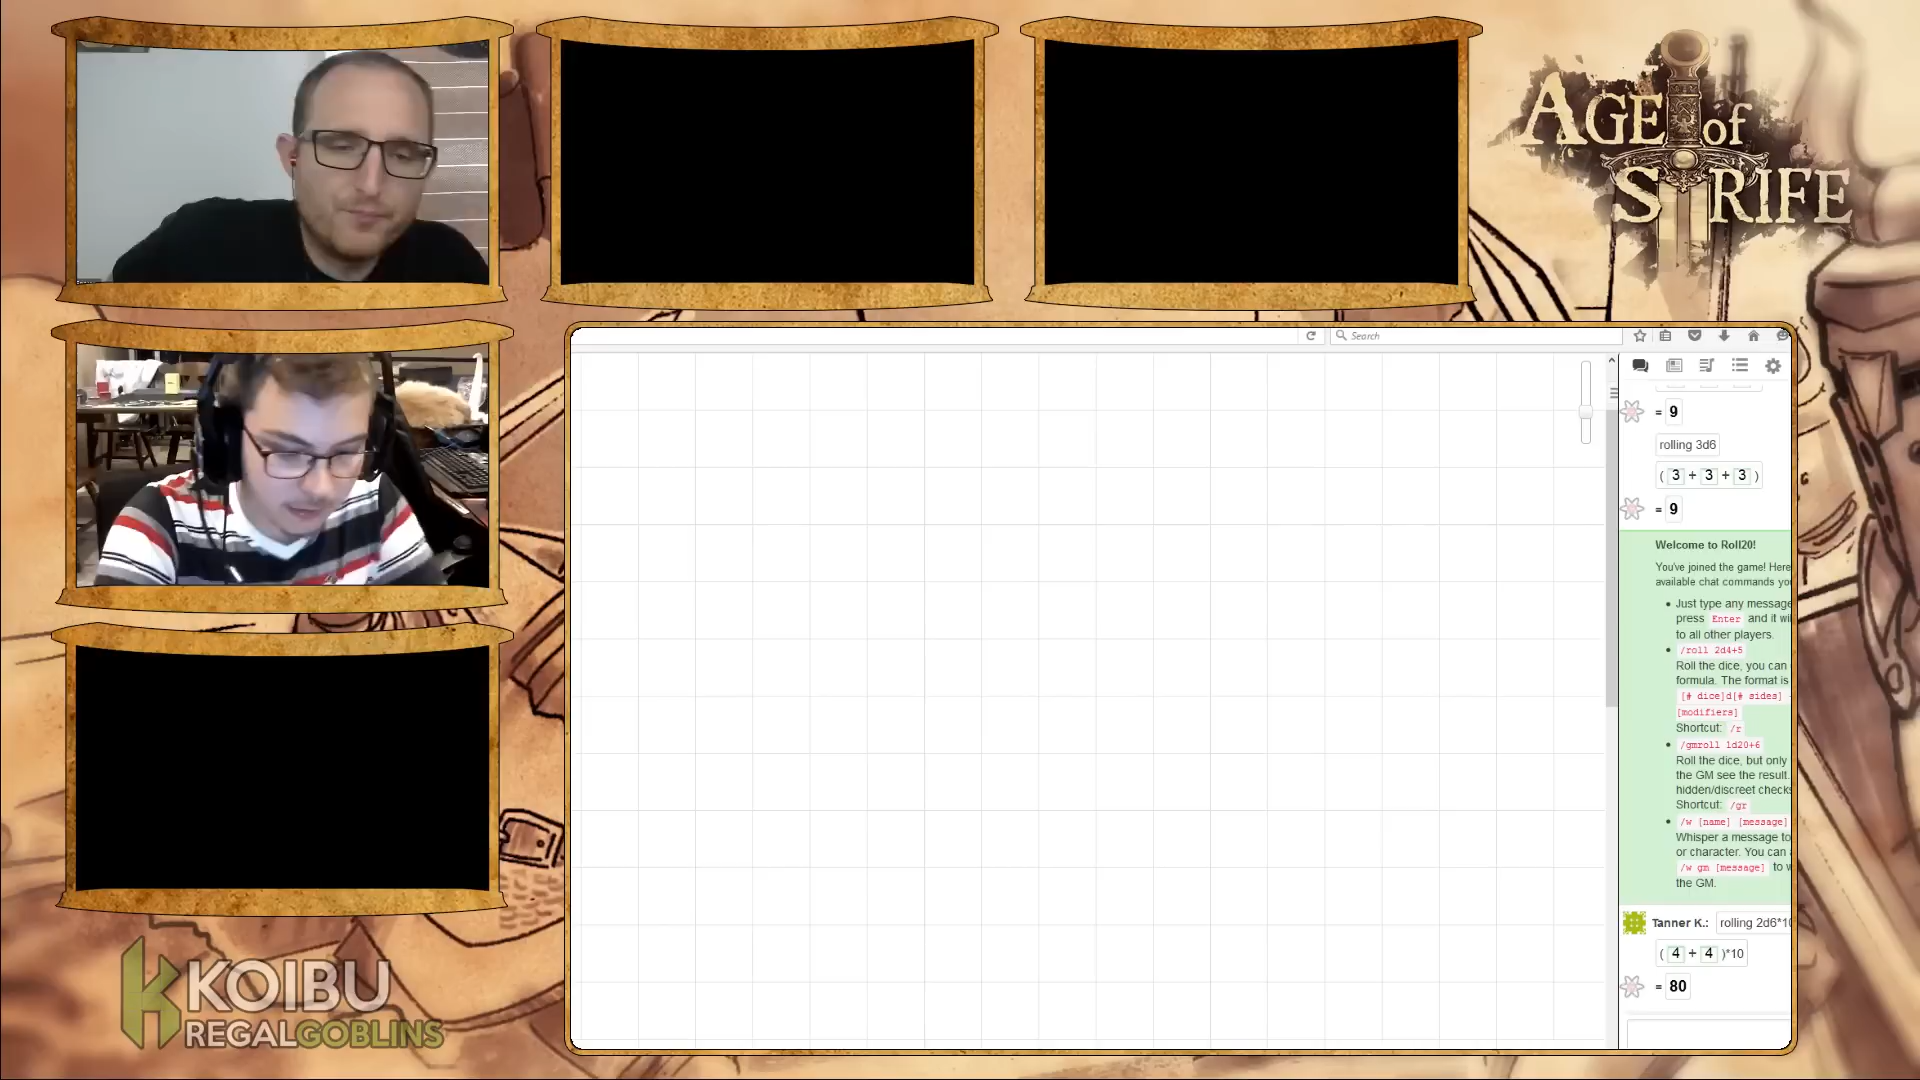 AGE of
STRIFE
Search
= 9
rolling 3d6
( 3 + 3 + 3 )
= 9
Welcome to Roll20!
You've joined the game! Here
available chat commands yo
Just type any message
press Enter and it wi
to all other players.
/roll 2d4+5
Roll the dice, you can
formula. The format is
[# dice]d[# sides]
[modifiers]
Shortcut: /r
/gmroll 1d20+6
Roll the dice, but only
the GM see the result.
hidden/discreet checks
Shortcut: /gr
/w [name] [message]
Whisper a message to
or character. You can
/w gm [message] to w
the GM.
Tanner K.: rolling 2d6*10
( 4 + 4 )*10
= 80
KOIBU
REGALGOBLINS